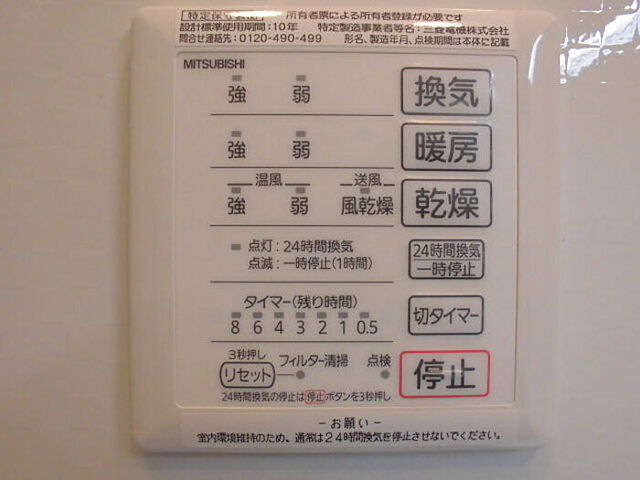 特定保守製品 所有者票による所有者登録が必要です
設計標準使用期間:10年 特定製造事業者等名:三菱電機株式会社
問合せ連絡先:0120-490-499 形名、製造年月、点検期間は本体に記載
MITSUBISHI
強 弱 換気
強 弱 暖房
温風 送風
強 弱 風乾燥 乾燥
点灯:24時間換気
点滅:一時停止(1時間)
24時間換気
一時停止
タイマー(残り時間)
8 6 4 3 2 1 0.5
切タイマー
3秒押し
リセット フィルター清掃 点検
停止
24時間換気の停止は停止ボタンを3秒押し
-お願い-
室内環境維持のため、通常は24時間換気を停止させないでください。